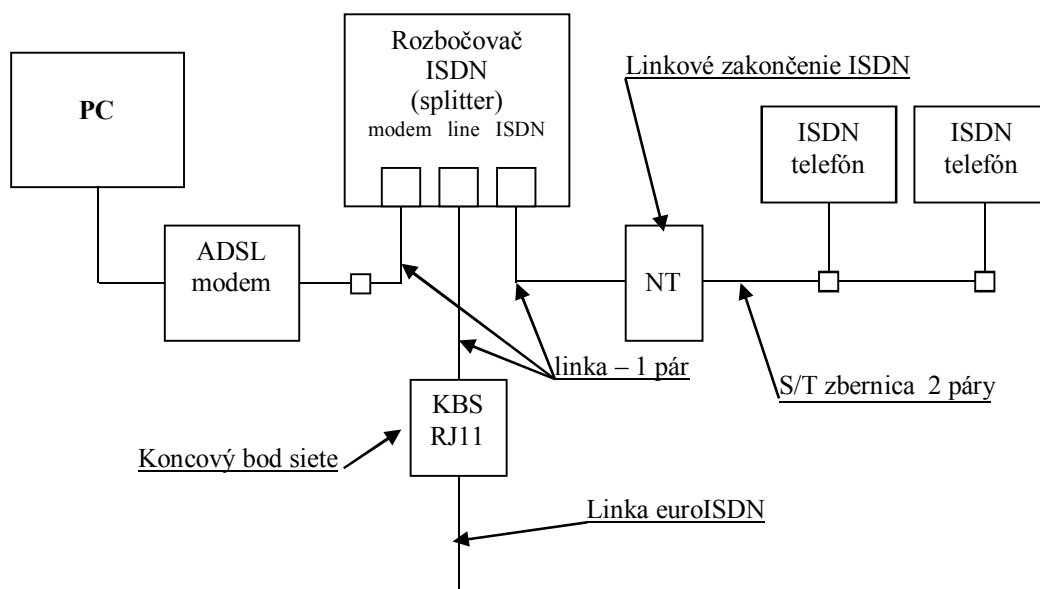 Rozbočovač
ISDN
(splitter)
modem line ISDN
PC
Linkové zakončenie ISDN
ISDN
telefón
ISDN
telefón
ADSL
modem
NT
linka – 1 pár
S/T zbernica 2 páry
KBS
RJ11
Koncový bod siete
Linka euroISDN